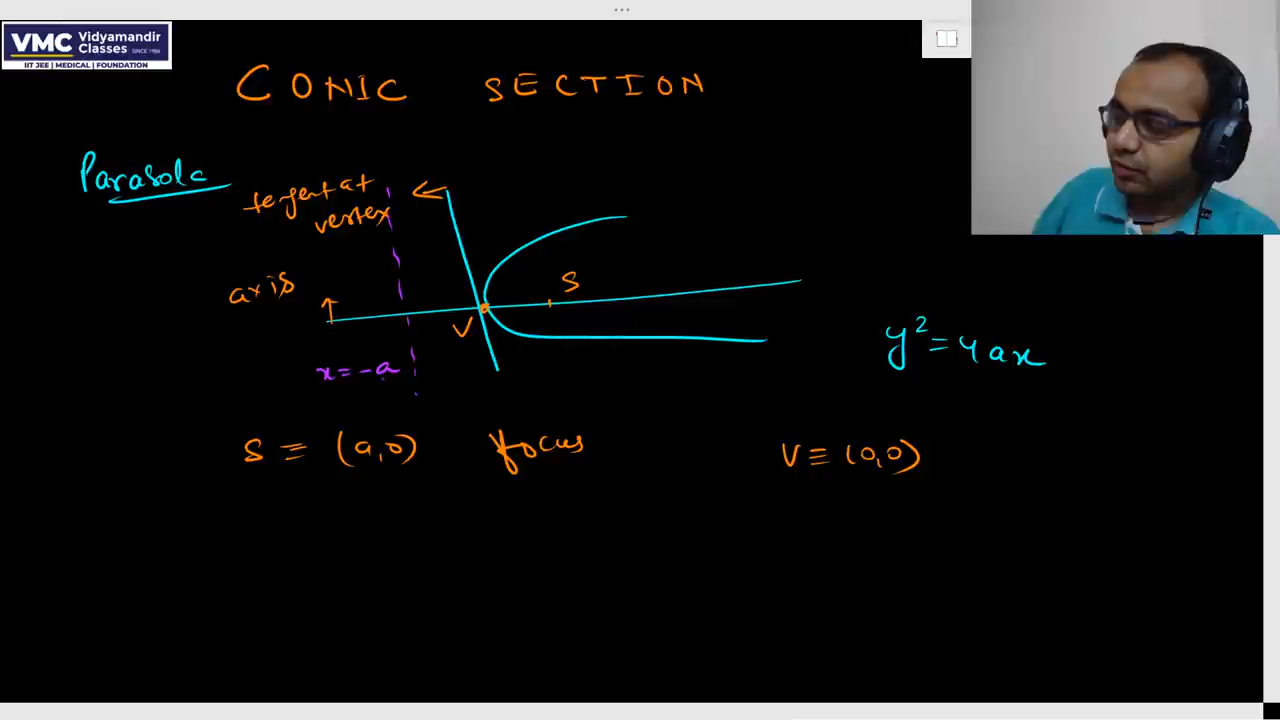 VMC Vidyamandir Classes
SINCE 1986
IIT JEE | MEDICAL | FOUNDATION
CONIC SECTION
Parabola
tangent at
vertex
axis
S
V
x = -a
y² = 4ax
S ≡ (a,0) focus
V ≡ (0,0)